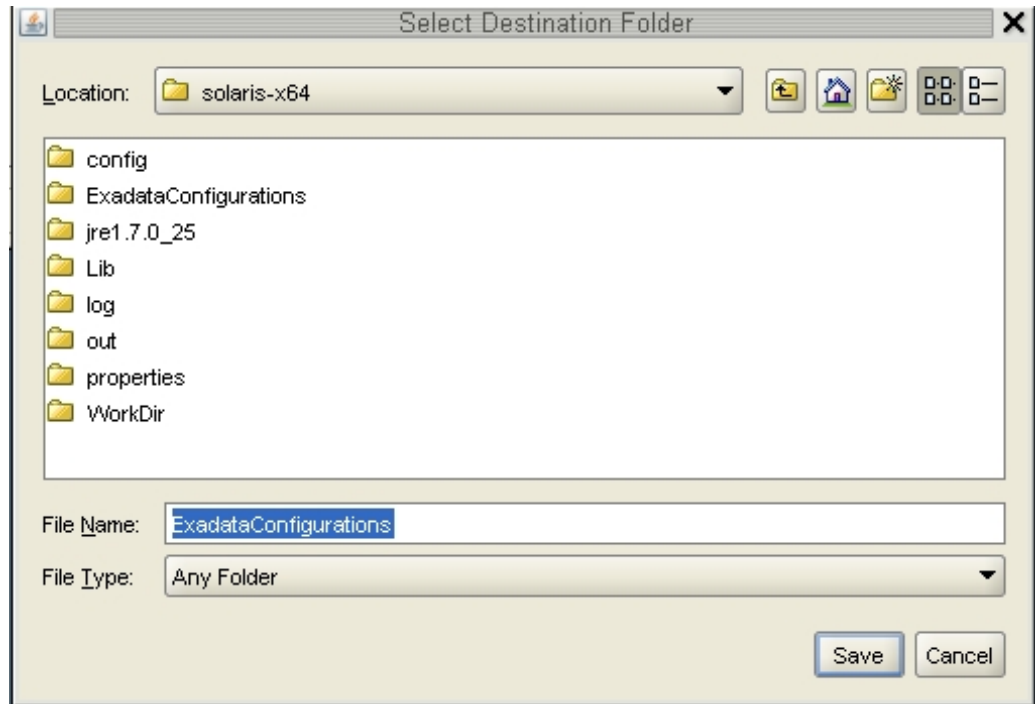 Select Destination Folder
Location: solaris-x64
config
ExadataConfigurations
jre1.7.0_25
Lib
log
out
properties
WorkDir
File Name: ExadataConfigurations
File Type: Any Folder
Save Cancel